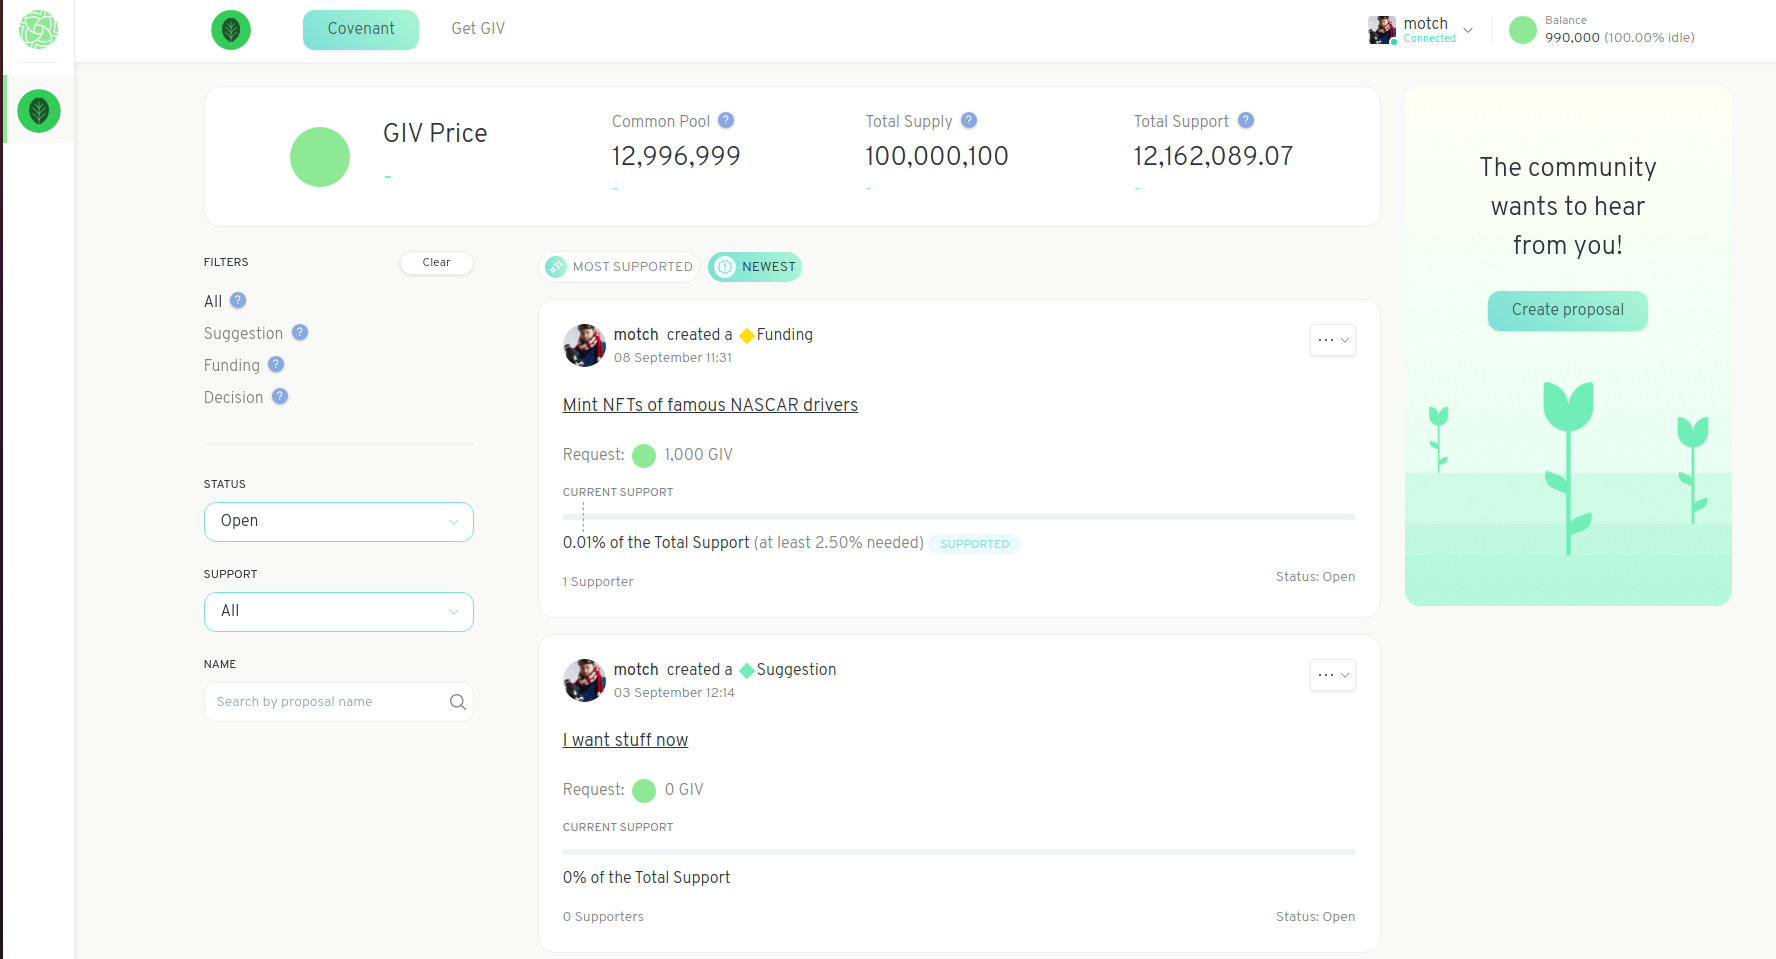 Covenant
Get GIV
motch
Connected
Balance
990,000 (100.00% idle)
GIV Price
-
Common Pool ?
12,996,999
-
Total Supply ?
100,000,100
-
Total Support ?
12,162,089.07
-
The community
wants to hear
from you!
Create proposal
FILTERS
Clear
All ?
Suggestion ?
Funding ?
Decision ?
STATUS
Open
SUPPORT
All
NAME
Search by proposal name
MOST SUPPORTED
NEWEST
motch created a Funding
08 September 11:31
Mint NFTs of famous NASCAR drivers
Request: 1,000 GIV
CURRENT SUPPORT
0.01% of the Total Support (at least 2.50% needed) SUPPORTED
1 Supporter
Status: Open
motch created a Suggestion
03 September 12:14
I want stuff now
Request: 0 GIV
CURRENT SUPPORT
0% of the Total Support
0 Supporters
Status: Open